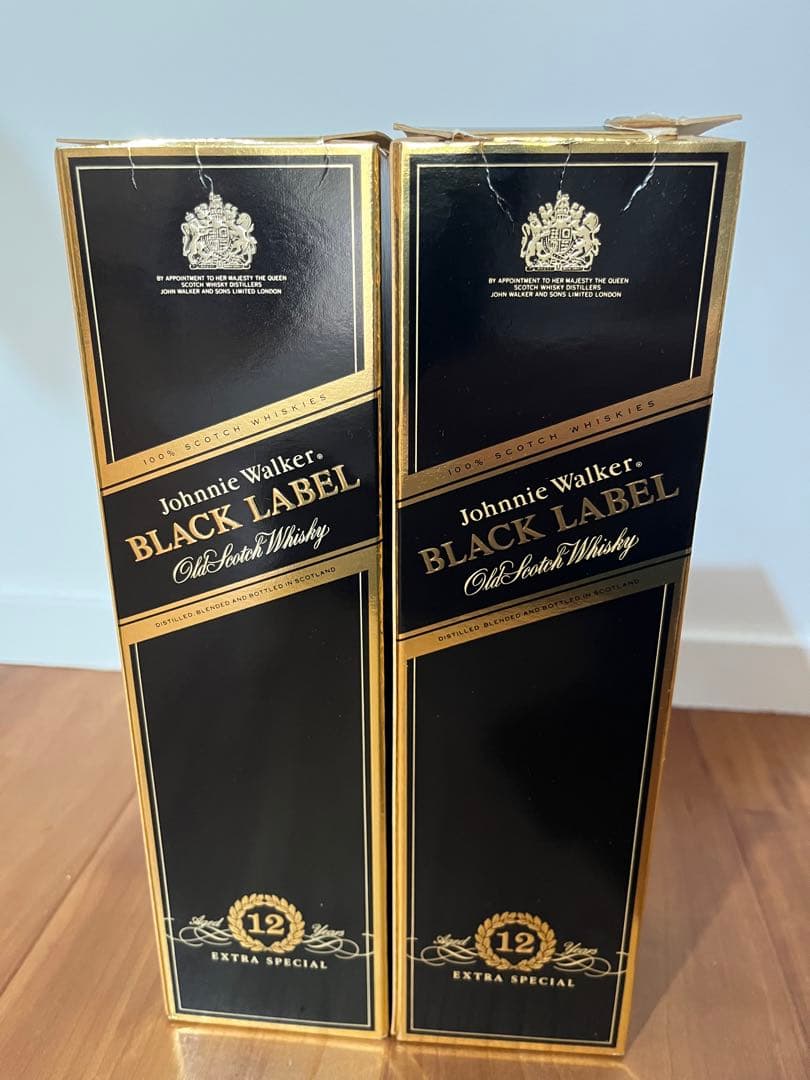 BY APPOINTMENT TO HER MAJESTY THE QUEEN
SCOTCH WHISKY DISTILLERS
JOHN WALKER AND SONS LIMITED LONDON
100% SCOTCH WHISKIES
Johnnie Walker®
BLACK LABEL
Old Scotch Whisky
DISTILLED, BLENDED AND BOTTLED IN SCOTLAND
Aged 12 Years
EXTRA SPECIAL
BY APPOINTMENT TO HER MAJESTY THE QUEEN
SCOTCH WHISKY DISTILLERS
JOHN WALKER AND SONS LIMITED LONDON
100% SCOTCH WHISKIES
Johnnie Walker®
BLACK LABEL
Old Scotch Whisky
DISTILLED, BLENDED AND BOTTLED IN SCOTLAND
Aged 12 Years
EXTRA SPECIAL